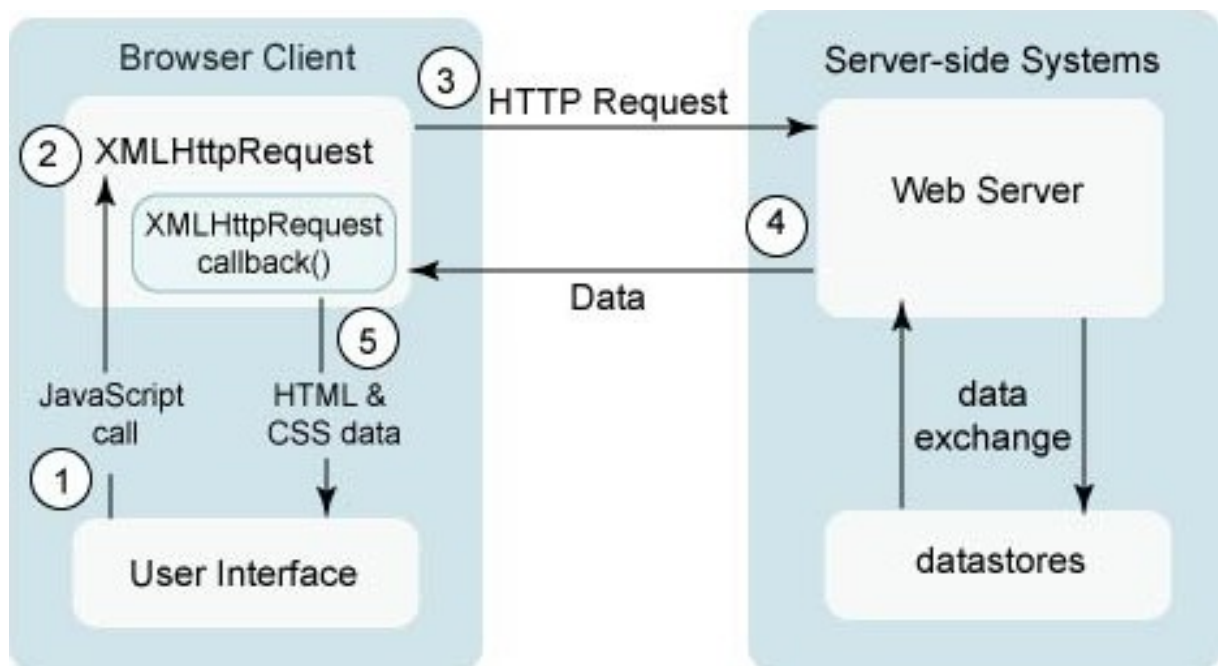 Browser Client
Server-side Systems
3
HTTP Request
2
XMLHttpRequest
XMLHttpRequest
callback()
Web Server
4
Data
5
JavaScript
call
HTML &
CSS data
data
exchange
1
User Interface
datastores